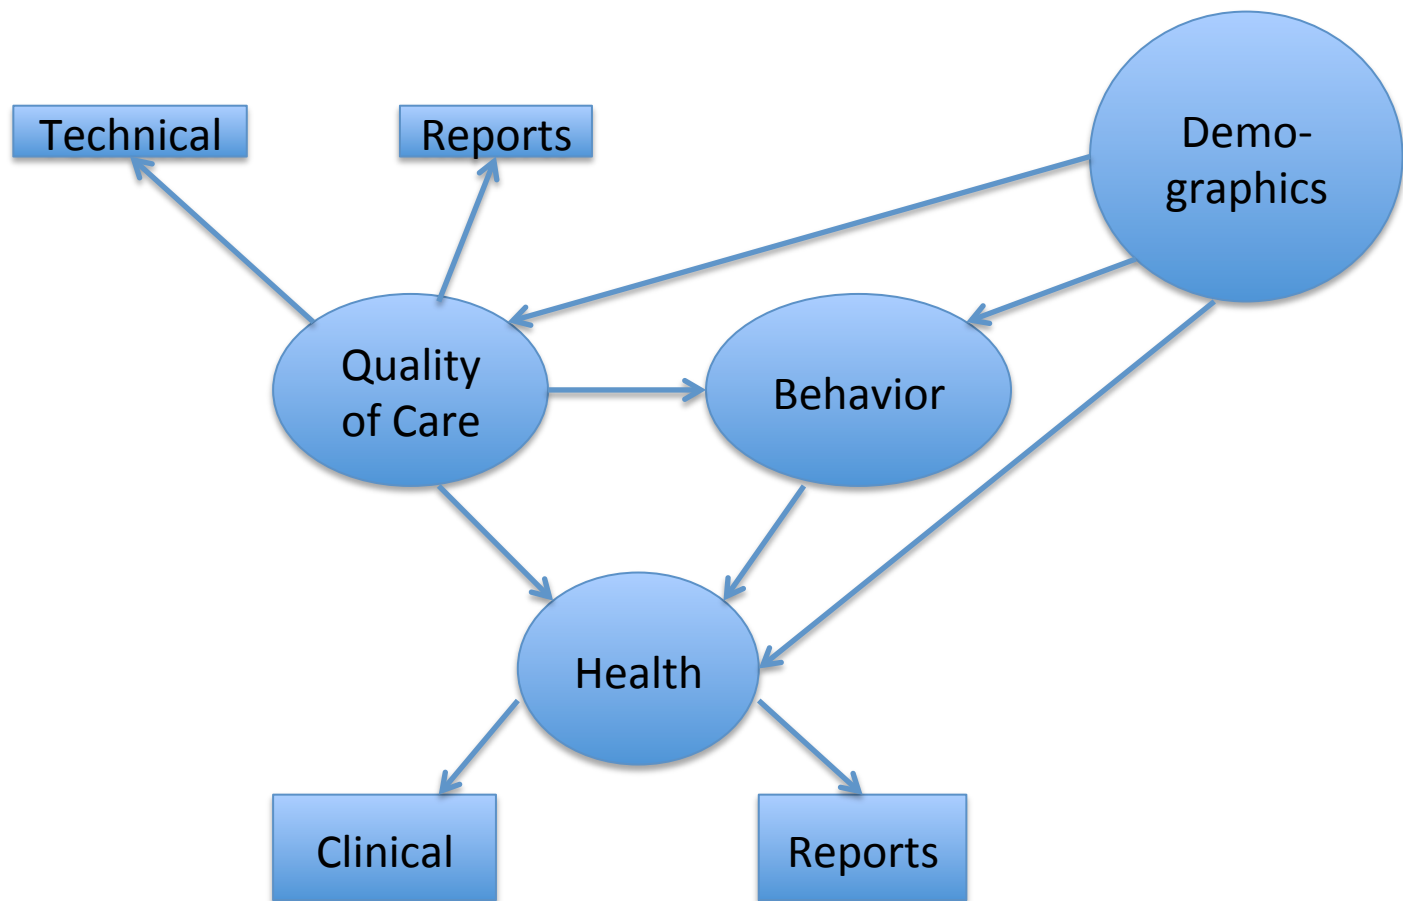 Technical
Reports
Demo-
graphics
Quality
of Care
Behavior
Health
Clinical
Reports